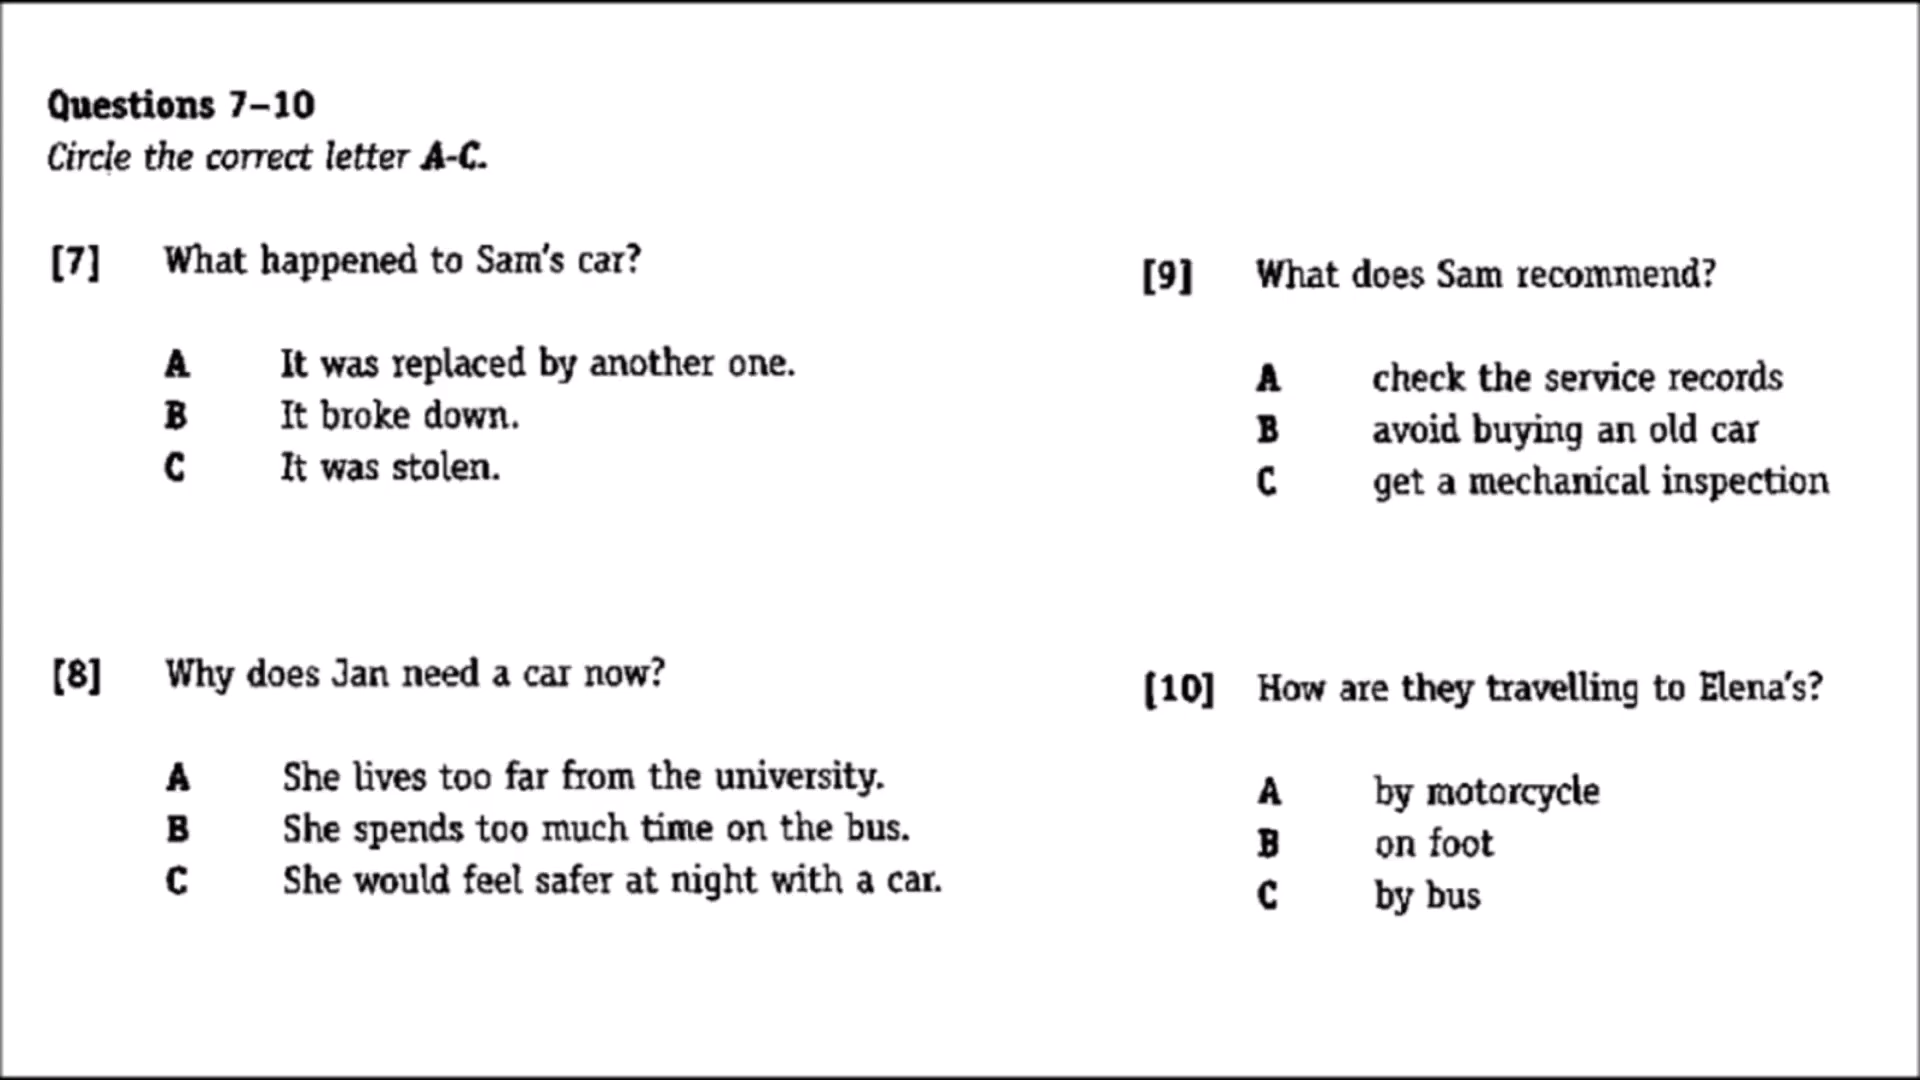 Questions 7–10
Circle the correct letter A-C.
[7] What happened to Sam's car?
A It was replaced by another one.
B It broke down.
C It was stolen.
[8] Why does Jan need a car now?
A She lives too far from the university.
B She spends too much time on the bus.
C She would feel safer at night with a car.
[9] What does Sam recommend?
A check the service records
B avoid buying an old car
C get a mechanical inspection
[10] How are they travelling to Elena's?
A by motorcycle
B on foot
C by bus